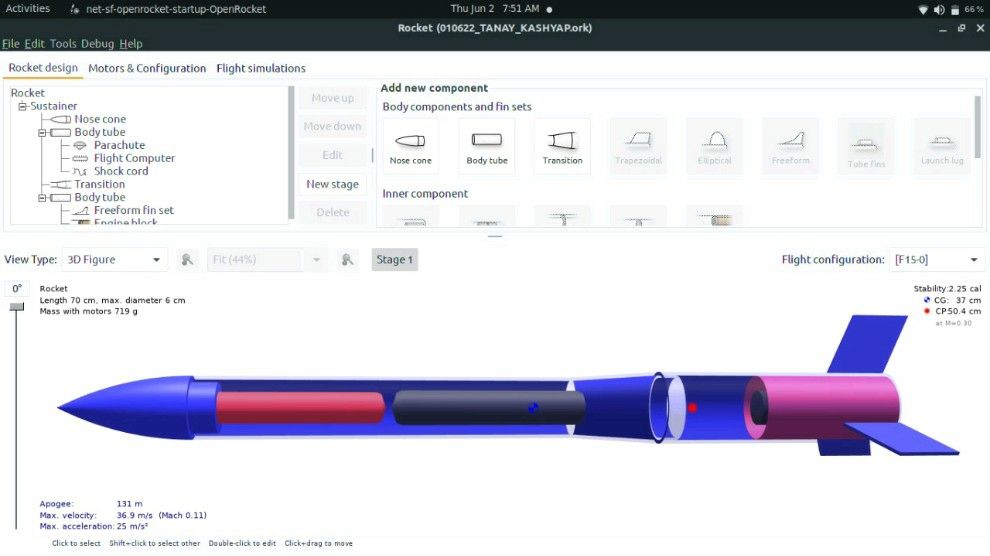 Activities net-sf-openrocket-startup-OpenRocket Thu Jun 2 7:51 AM 66 %
Rocket (010622_TANAY_KASHYAP.ork)
File Edit Tools Debug Help
Rocket design Motors & Configuration Flight simulations
Rocket
Sustainer
Nose cone
Body tube
Parachute
Flight Computer
Shock cord
Transition
Body tube
Freeform fin set
Engine block
Move up
Move down
Edit
New stage
Delete
Add new component
Body components and fin sets
Nose cone Body tube Transition Trapezoidal Elliptical Freeform Tube fins Launch lug
Inner component
View Type: 3D Figure Fit (44%) Stage 1 Flight configuration: [F15-0]
0°
Rocket
Length 70 cm, max. diameter 6 cm
Mass with motors 719 g
Stability:2.25 cal
CG: 37 cm
CP:50.4 cm
at M=0.30
Apogee: 131 m
Max. velocity: 36.9 m/s (Mach 0.11)
Max. acceleration: 25 m/s²
Click to select Shift+click to select other Double-click to edit Click+drag to move